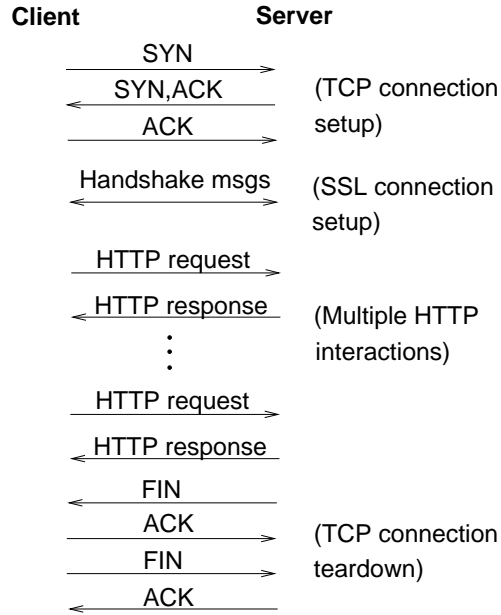 Client Server
SYN
SYN,ACK
ACK
(TCP connection
setup)
Handshake msgs
(SSL connection
setup)
HTTP request
HTTP response
(Multiple HTTP
interactions)
HTTP request
HTTP response
FIN
ACK
FIN
ACK
(TCP connection
teardown)